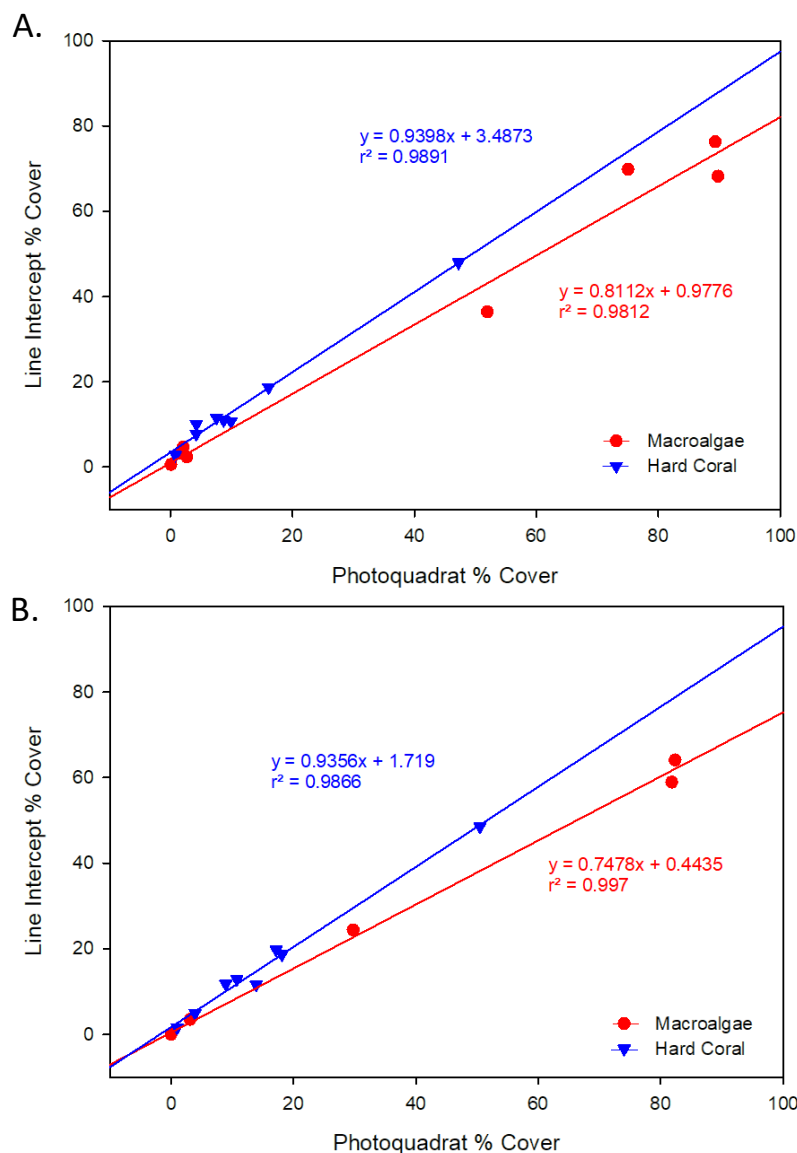 A.
100
80
60
40
20
0
Line Intercept % Cover
y = 0.9398x + 3.4873
r² = 0.9891
y = 0.8112x + 0.9776
r² = 0.9812
Macroalgae
Hard Coral
0 20 40 60 80 100
Photoquadrat % Cover
B.
100
80
60
40
20
0
Line Intercept % Cover
y = 0.9356x + 1.719
r² = 0.9866
y = 0.7478x + 0.4435
r² = 0.997
Macroalgae
Hard Coral
0 20 40 60 80 100
Photoquadrat % Cover